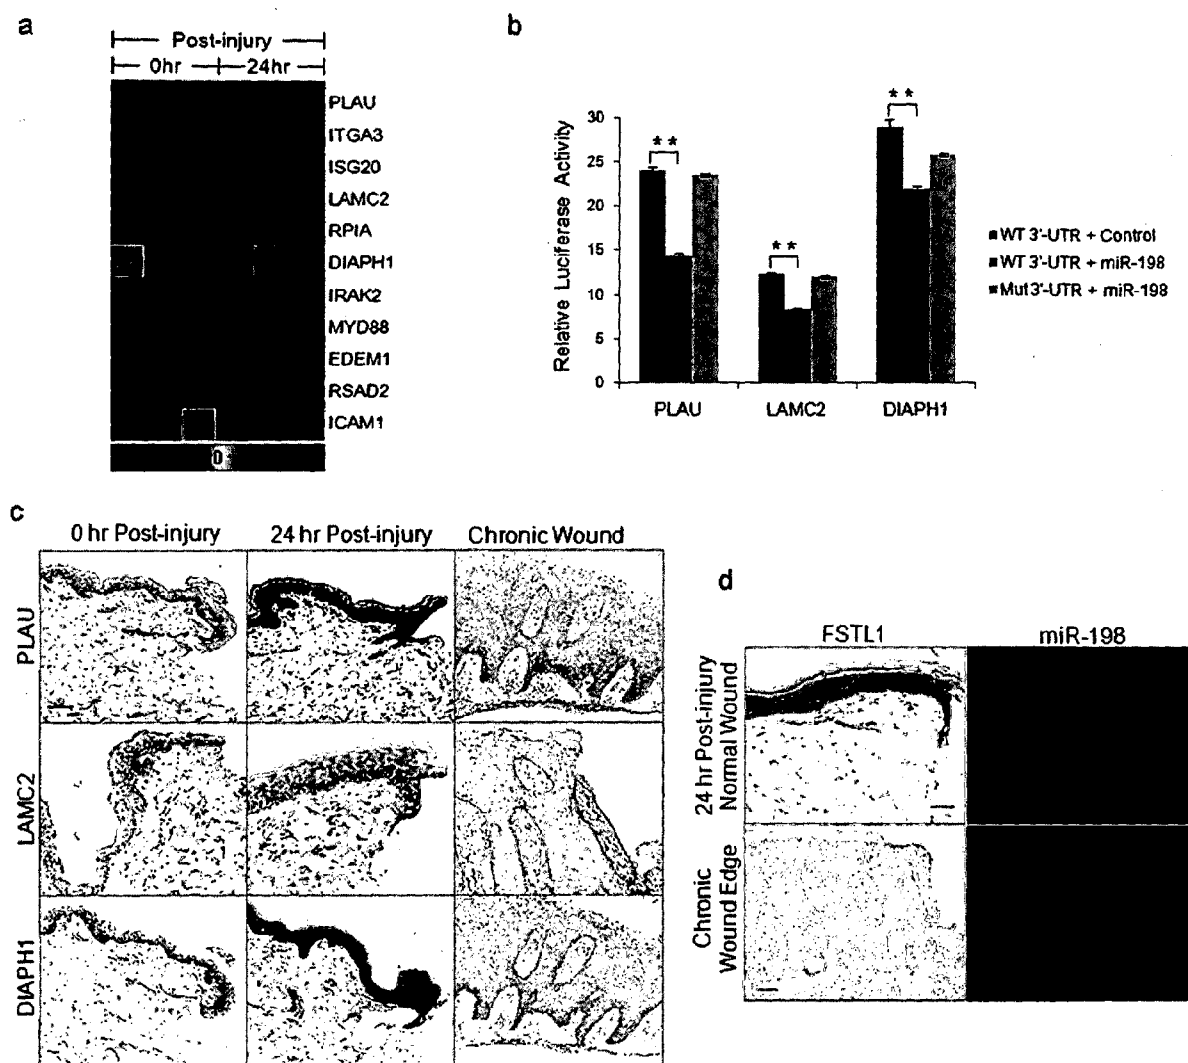 a
Post-injury
0hr 24hr
PLAU
ITGA3
ISG20
LAMC2
RPIA
DIAPH1
IRAK2
MYD88
EDEM1
RSAD2
ICAM1
0
b
Relative Luciferase Activity
30
25
20
15
10
5
0
** ** **
PLAU LAMC2 DIAPH1
WT 3'-UTR + Control
WT 3'-UTR + miR-198
Mut 3'-UTR + miR-198
c
0 hr Post-injury 24 hr Post-injury Chronic Wound
PLAU
LAMC2
DIAPH1
d
FSTL1 miR-198
24 hr Post-injury
Normal Wound
Chronic
Wound Edge